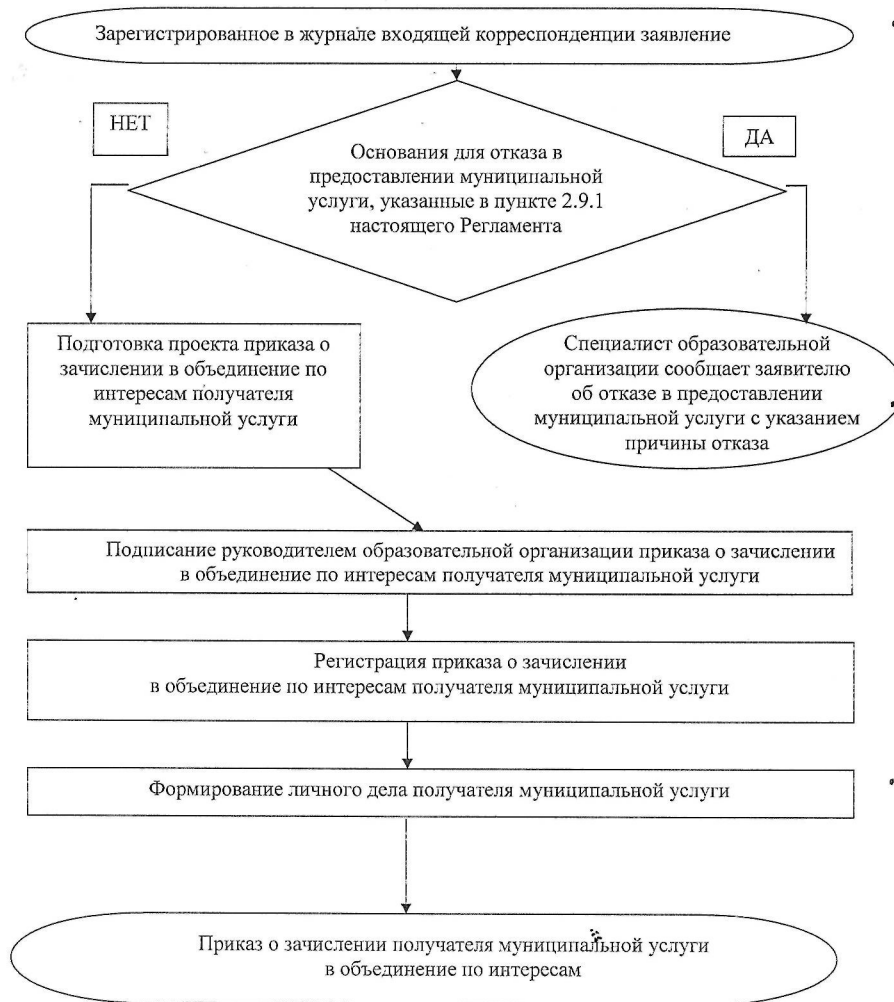 Зарегистрированное в журнале входящей корреспонденции заявление
НЕТ
ДА
Основания для отказа в
предоставлении муниципальной
услуги, указанные в пункте 2.9.1
настоящего Регламента
Подготовка проекта приказа о
зачислении в объединение по
интересам получателя
муниципальной услуги
Специалист образовательной
организации сообщает заявителю
об отказе в предоставлении
муниципальной услуги с указанием
причины отказа
Подписание руководителем образовательной организации приказа о зачислении
в объединение по интересам получателя муниципальной услуги
Регистрация приказа о зачислении
в объединение по интересам получателя муниципальной услуги
Формирование личного дела получателя муниципальной услуги
Приказ о зачислении получателя муниципальной услуги
в объединение по интересам